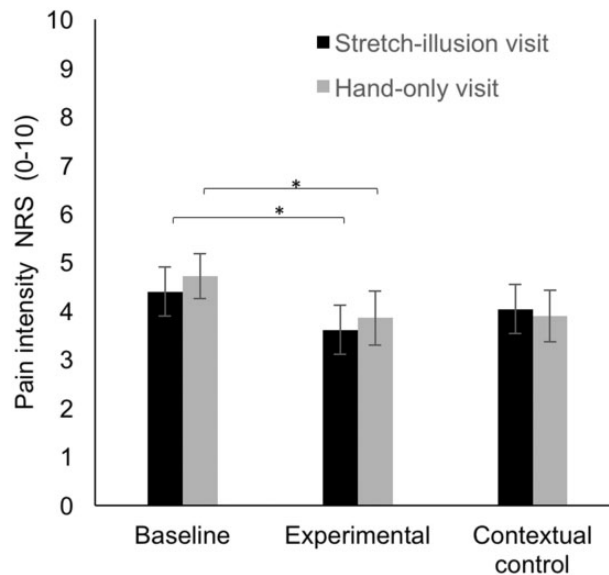 Pain intensity NRS (0-10)
10
9
8
7
6
5
4
3
2
1
0
Stretch-illusion visit
Hand-only visit
*
*
Baseline
Experimental
Contextual
control